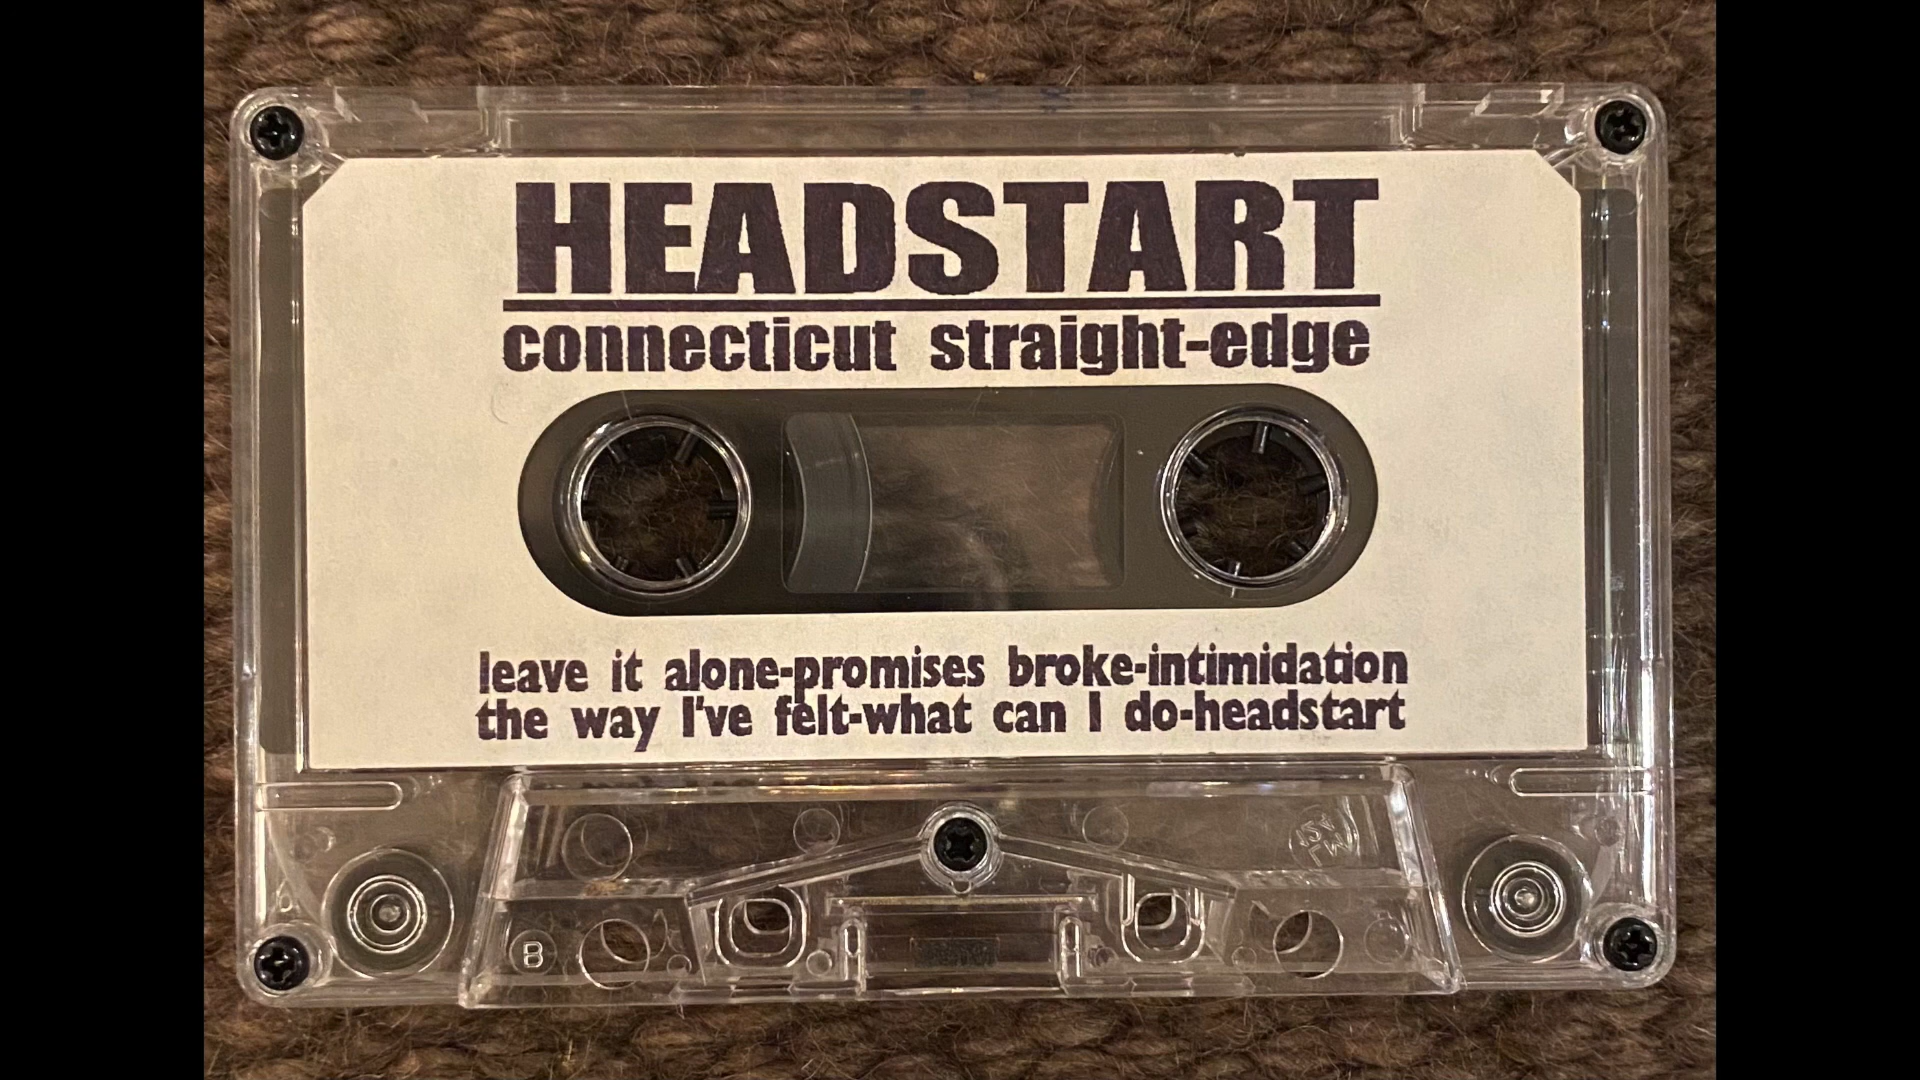 HEADSTART
connecticut straight-edge
leave it alone-promises broke-intimidation
the way I've felt-what can I do-headstart
B